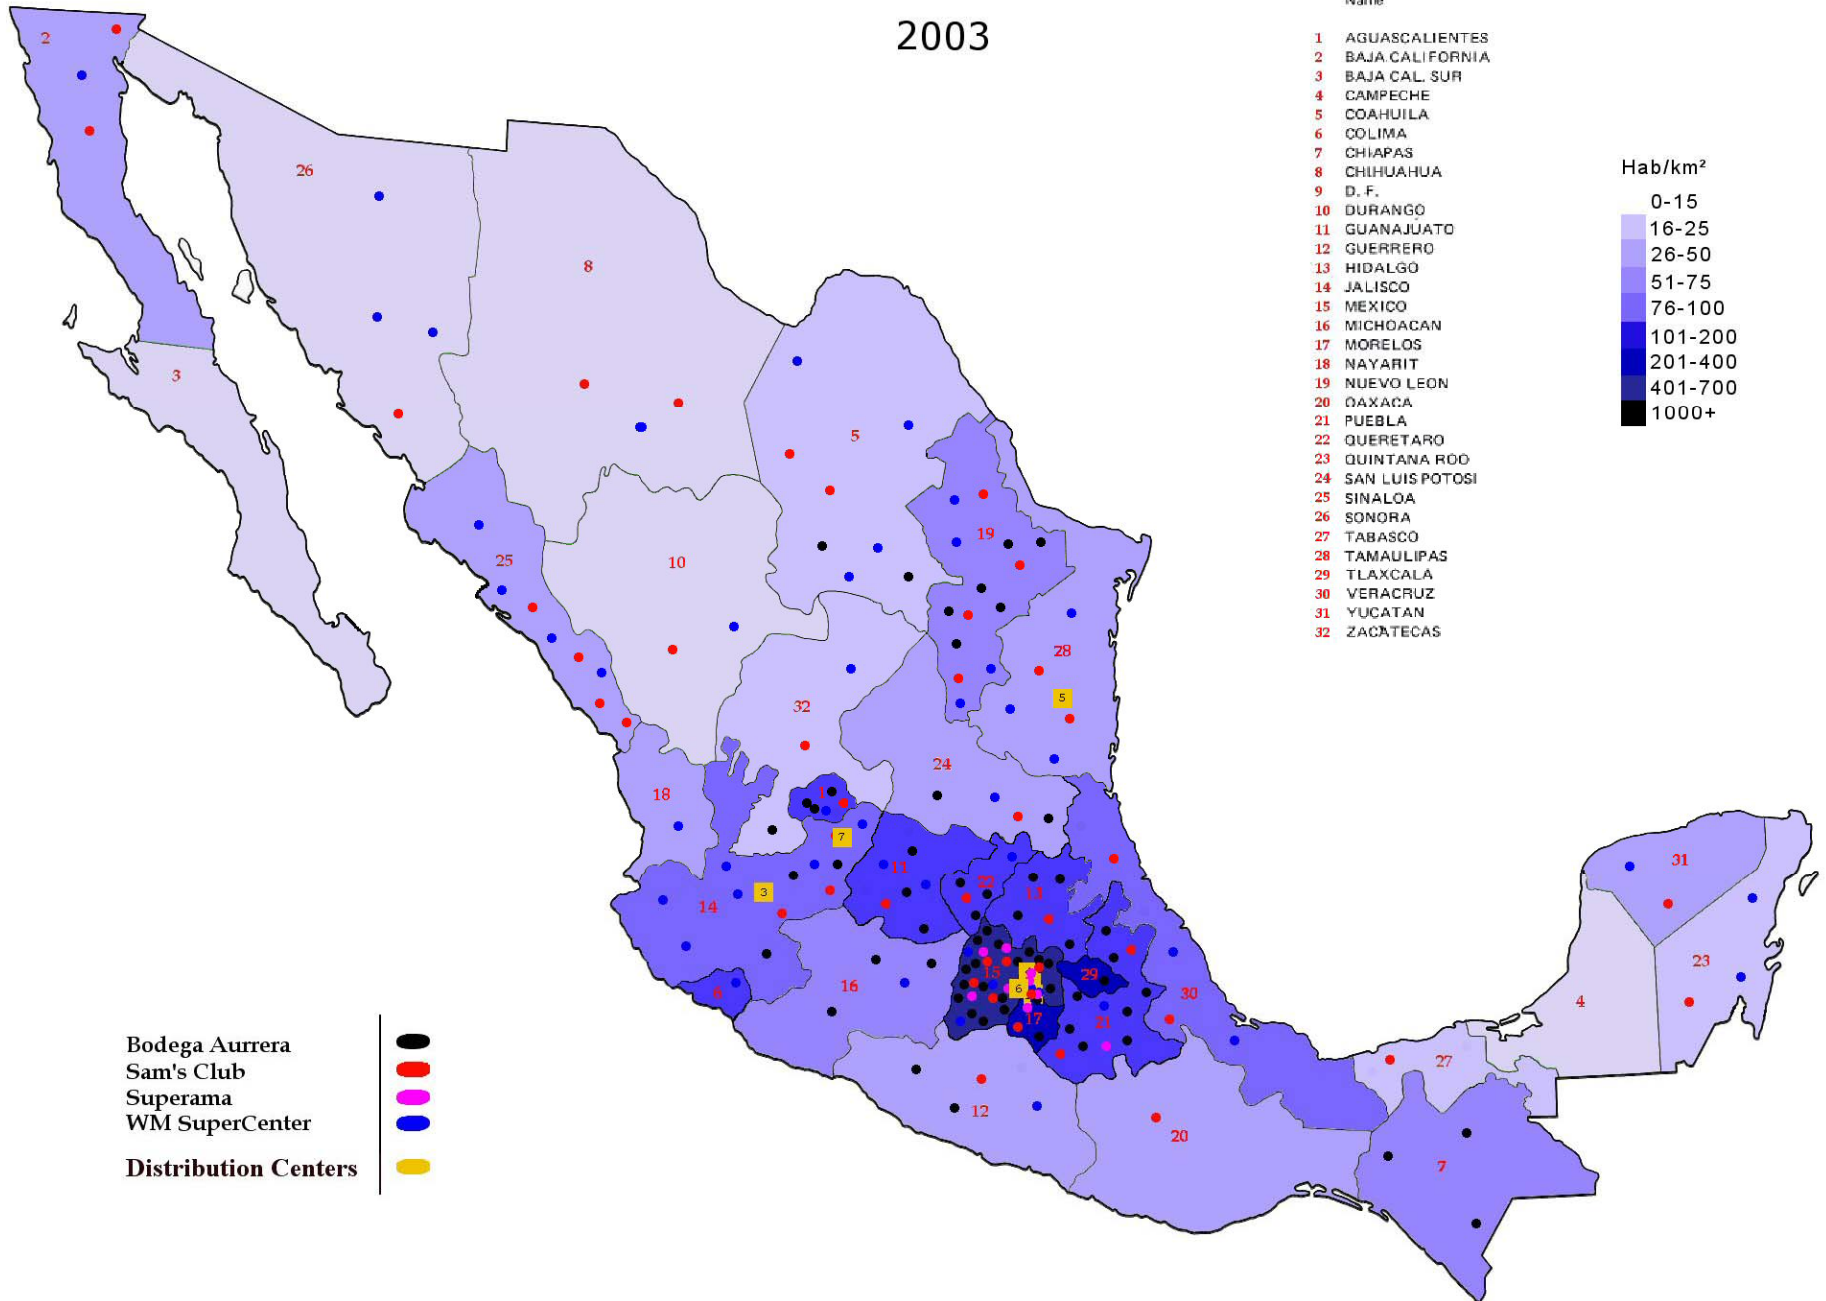 2003
Name
1 AGUASCALIENTES
2 BAJA CALIFORNIA
3 BAJA CAL. SUR
4 CAMPECHE
5 COAHUILA
6 COLIMA
7 CHIAPAS
8 CHIHUAHUA
9 D. F.
10 DURANGO
11 GUANAJUATO
12 GUERRERO
13 HIDALGO
14 JALISCO
15 MEXICO
16 MICHOACAN
17 MORELOS
18 NAYARIT
19 NUEVO LEON
20 OAXACA
21 PUEBLA
22 QUERETARO
23 QUINTANA ROO
24 SAN LUIS POTOSI
25 SINALOA
26 SONORA
27 TABASCO
28 TAMAULIPAS
29 TLAXCALA
30 VERACRUZ
31 YUCATAN
32 ZACATECAS
Hab/km²
0-15
16-25
26-50
51-75
76-100
101-200
201-400
401-700
1000+
2
26
8
3
5
19
25
10
28
5
32
24
18
1
7
11
22
13
3
14
31
6
16
15
29
6
17
21
30
23
4
27
12
20
7
Bodega Aurrera
Sam's Club
Superama
WM SuperCenter
Distribution Centers